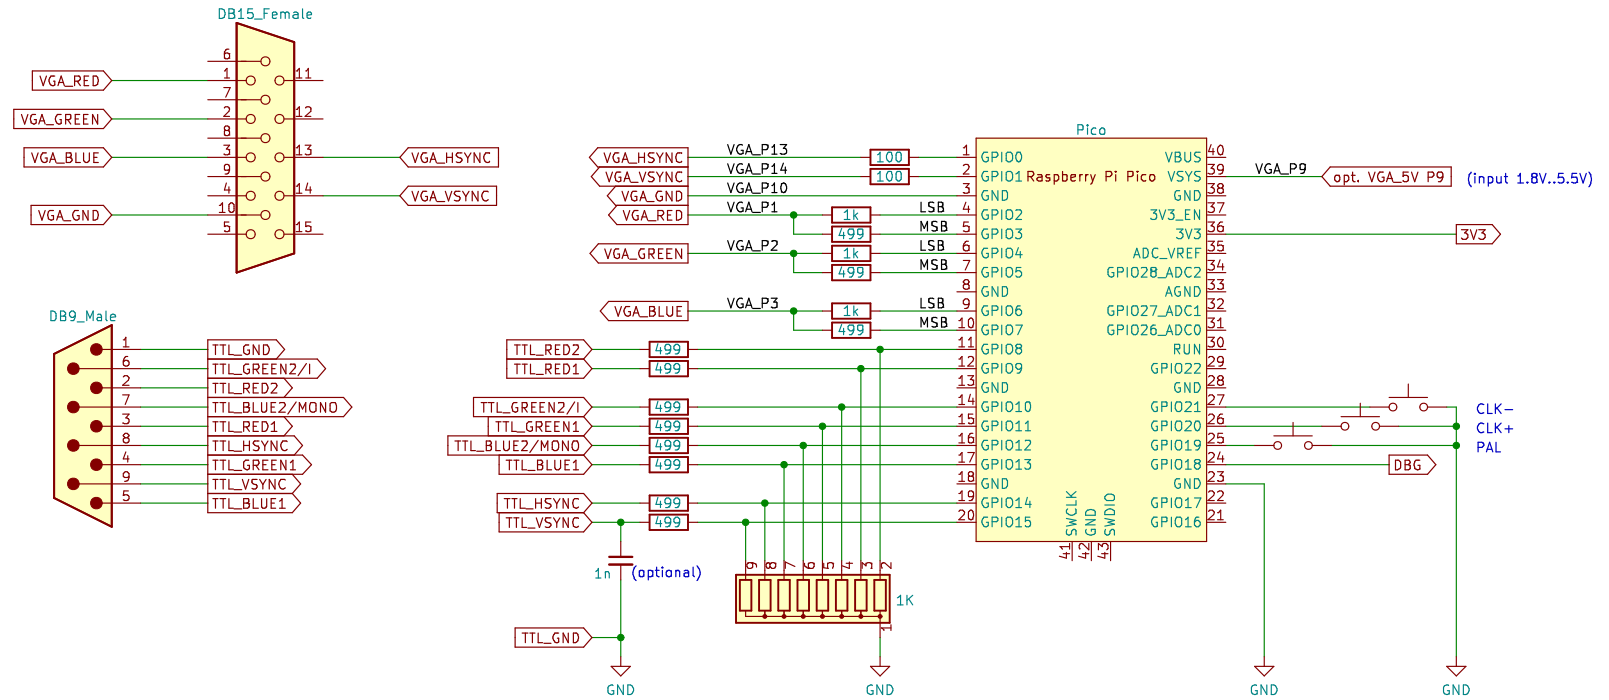 DB15_Female
6
1
7
2
8
3
9
4
10
5
11
12
13
14
15
VGA_RED
VGA_GREEN
VGA_BLUE
VGA_GND
VGA_HSYNC
VGA_VSYNC
DB9_Male
1 TTL_GND
6 TTL_GREEN2/I
2 TTL_RED2
7 TTL_BLUE2/MONO
3 TTL_RED1
8 TTL_HSYNC
4 TTL_GREEN1
9 TTL_VSYNC
5 TTL_BLUE1
Pico
Raspberry Pi Pico
VGA_HSYNC VGA_P13 100 1 GPIO0
VGA_VSYNC VGA_P14 100 2 GPIO1
VGA_GND VGA_P10 3 GND
VGA_RED VGA_P1 1k LSB 4 GPIO2
499 MSB 5 GPIO3
VGA_GREEN VGA_P2 1k LSB 6 GPIO4
499 MSB 7 GPIO5
8 GND
VGA_BLUE VGA_P3 1k LSB 9 GPIO6
499 MSB 10 GPIO7
TTL_RED2 499 11 GPIO8
TTL_RED1 499 12 GPIO9
13 GND
TTL_GREEN2/I 499 14 GPIO10
TTL_GREEN1 499 15 GPIO11
TTL_BLUE2/MONO 499 16 GPIO12
TTL_BLUE1 499 17 GPIO13
18 GND
TTL_HSYNC 499 19 GPIO14
TTL_VSYNC 499 20 GPIO15
VBUS 40
VSYS 39 VGA_P9 opt. VGA_5V P9 (input 1.8V..5.5V)
GND 38
3V3_EN 37
3V3 36 3V3
ADC_VREF 35
GPIO28_ADC2 34
AGND 33
GPIO27_ADC1 32
GPIO26_ADC0 31
RUN 30
GPIO22 29
GND 28
GPIO21 27 CLK-
GPIO20 26 CLK+
GPIO19 25 PAL
GPIO18 24 DBG
GND 23
GPIO17 22
GPIO16 21
SWCLK 41
GND 42
SWDIO 43
1n (optional)
9 8 7 6 5 4 3 2
1K
1
TTL_GND
GND
GND
GND
GND